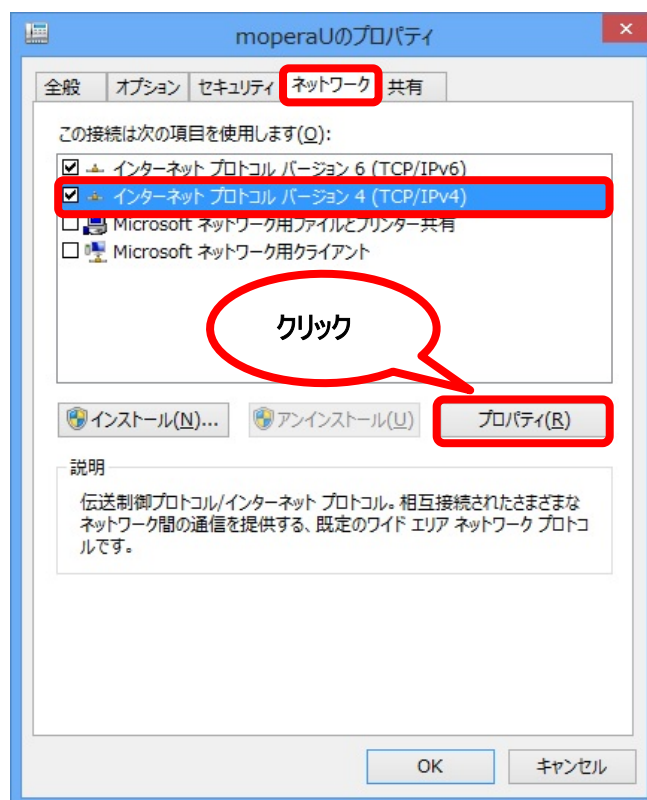 moperaUのプロパティ
全般 オプション セキュリティ ネットワーク 共有
この接続は次の項目を使用します(O):
インターネット プロトコル バージョン 6 (TCP/IPv6)
インターネット プロトコル バージョン 4 (TCP/IPv4)
Microsoft ネットワーク用ファイルとプリンター共有
Microsoft ネットワーク用クライアント
クリック
インストール(N)... アンインストール(U) プロパティ(R)
説明
伝送制御プロトコル/インターネット プロトコル。相互接続されたさまざまな
ネットワーク間の通信を提供する、既定のワイド エリア ネットワーク プロトコ
ルです。
OK キャンセル